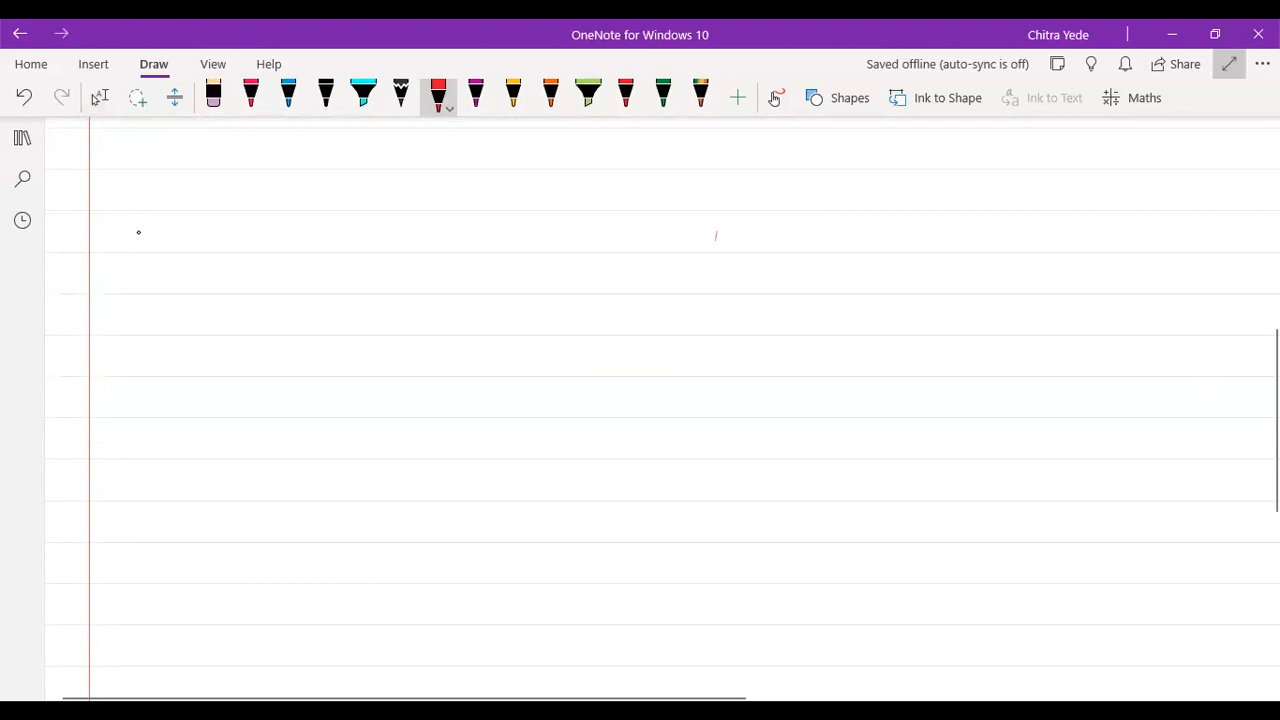 OneNote for Windows 10
Chitra Yede
Home Insert Draw View Help
Saved offline (auto-sync is off)
Share
Shapes
Ink to Shape
Ink to Text
Maths